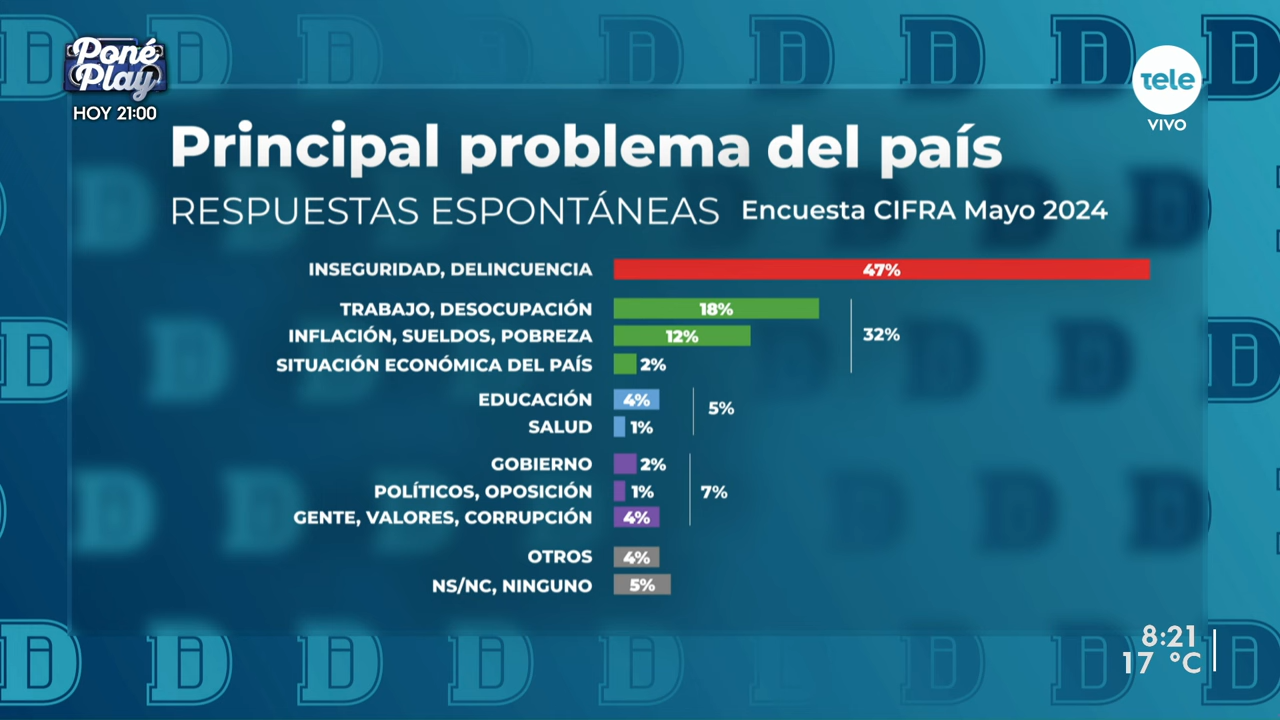 Poné
Play
HOY 21:00
tele
VIVO
Principal problema del país
RESPUESTAS ESPONTÁNEAS Encuesta CIFRA Mayo 2024
INSEGURIDAD, DELINCUENCIA 47%
TRABAJO, DESOCUPACIÓN 18%
INFLACIÓN, SUELDOS, POBREZA 12% 32%
SITUACIÓN ECONÓMICA DEL PAÍS 2%
EDUCACIÓN 4%
5%
SALUD 1%
GOBIERNO 2%
POLÍTICOS, OPOSICIÓN 1% 7%
GENTE, VALORES, CORRUPCIÓN 4%
OTROS 4%
NS/NC, NINGUNO 5%
8:21
17 °C